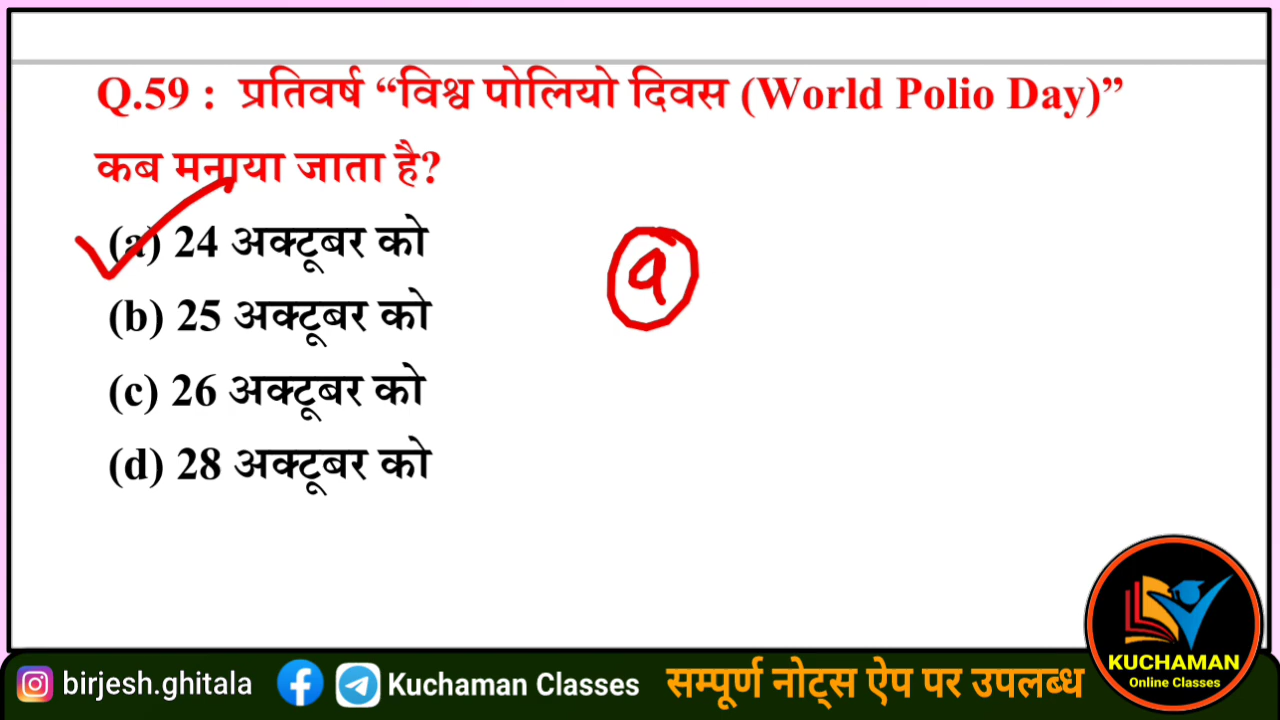 Q.59 : प्रतिवर्ष “विश्व पोलियो दिवस (World Polio Day)”
कब मनाया जाता है?
(a) 24 अक्टूबर को
(b) 25 अक्टूबर को
(c) 26 अक्टूबर को
(d) 28 अक्टूबर को
a
KUCHAMAN
Online Classes
birjesh.ghitala Kuchaman Classes सम्पूर्ण नोट्स ऐप पर उपलब्ध